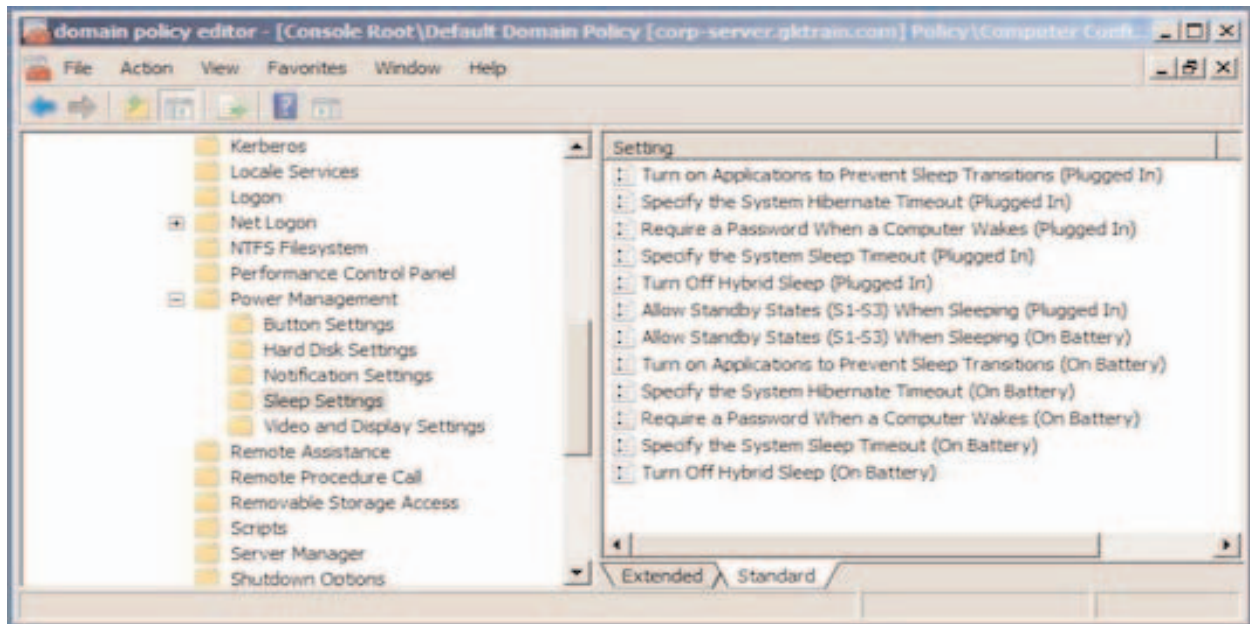 domain policy editor - [Console Root\Default Domain Policy [corp-server.gktrain.com] Policy\Computer Confi...
File Action View Favorites Window Help
Kerberos
Locale Services
Logon
Net Logon
NTFS Filesystem
Performance Control Panel
Power Management
Button Settings
Hard Disk Settings
Notification Settings
Sleep Settings
Video and Display Settings
Remote Assistance
Remote Procedure Call
Removable Storage Access
Scripts
Server Manager
Shutdown Options
Setting
Turn on Applications to Prevent Sleep Transitions (Plugged In)
Specify the System Hibernate Timeout (Plugged In)
Require a Password When a Computer Wakes (Plugged In)
Specify the System Sleep Timeout (Plugged In)
Turn Off Hybrid Sleep (Plugged In)
Allow Standby States (S1-S3) When Sleeping (Plugged In)
Allow Standby States (S1-S3) When Sleeping (On Battery)
Turn on Applications to Prevent Sleep Transitions (On Battery)
Specify the System Hibernate Timeout (On Battery)
Require a Password When a Computer Wakes (On Battery)
Specify the System Sleep Timeout (On Battery)
Turn Off Hybrid Sleep (On Battery)
Extended Standard